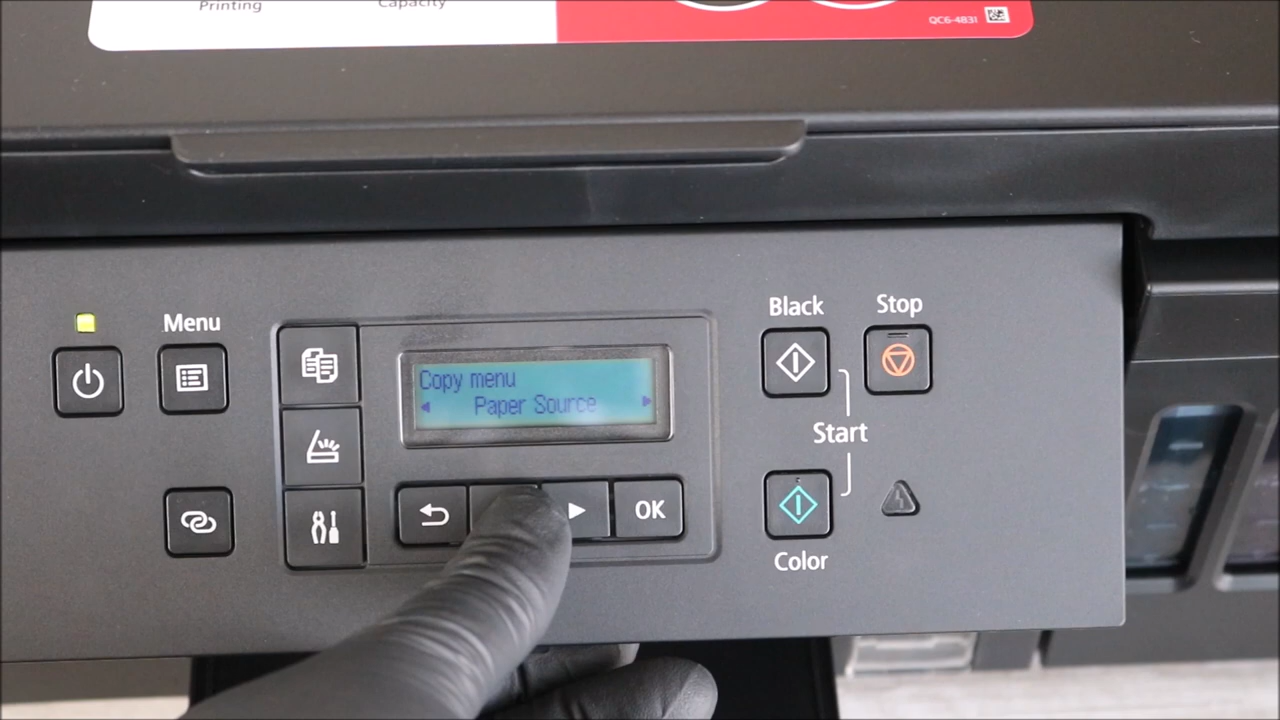 Printing
Capacity
QC6-4831
Menu
Copy menu
Paper Source
OK
Black
Stop
Start
Color